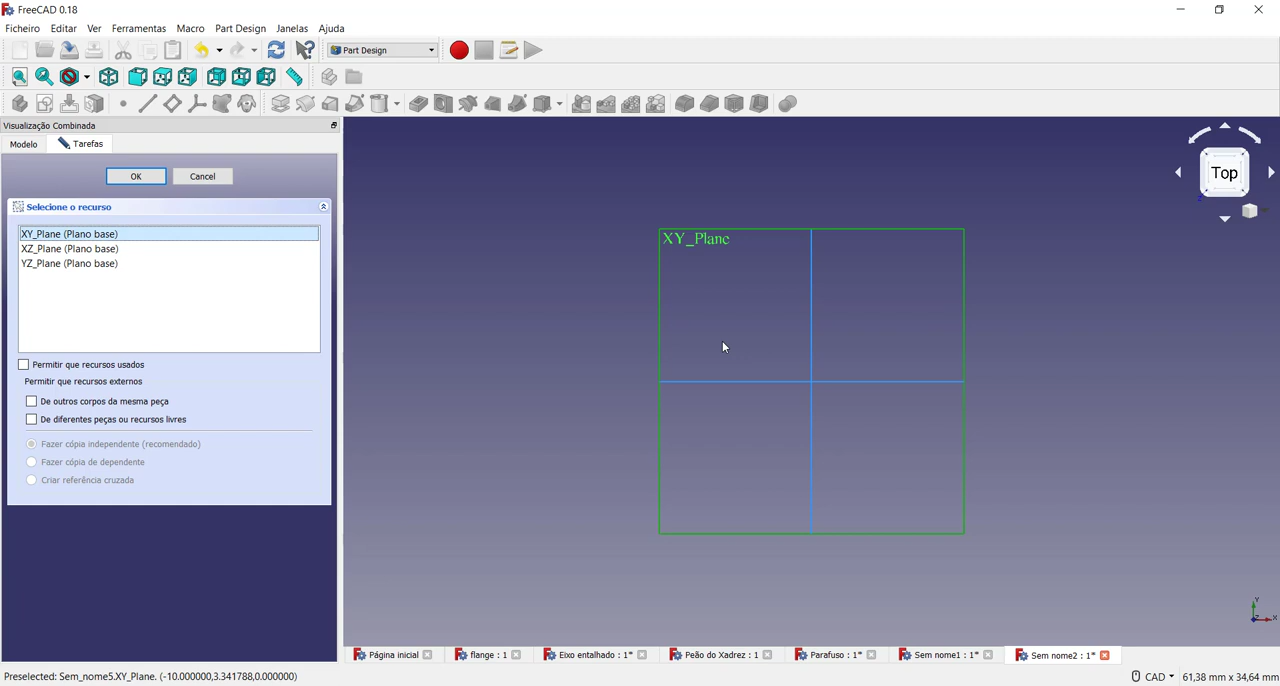 FreeCAD 0.18
Ficheiro Editar Ver Ferramentas Macro Part Design Janelas Ajuda
Part Design
Visualização Combinada
Modelo Tarefas
OK Cancel
Selecione o recurso
XY_Plane (Plano base)
XZ_Plane (Plano base)
YZ_Plane (Plano base)
Permitir que recursos usados
Permitir que recursos externos
De outros corpos da mesma peça
De diferentes peças ou recursos livres
Fazer cópia independente (recomendado)
Fazer cópia de dependente
Criar referência cruzada
XY_Plane
Top
Z
Y
Z X
Página inicial flange : 1 Eixo entalhado : 1* Peão do Xadrez : 1 Parafuso : 1* Sem nome1 : 1* Sem nome2 : 1*
Preselected: Sem_nome5.XY_Plane. (-10.000000,3.341788,0.000000) CAD 61,38 mm x 34,64 mm